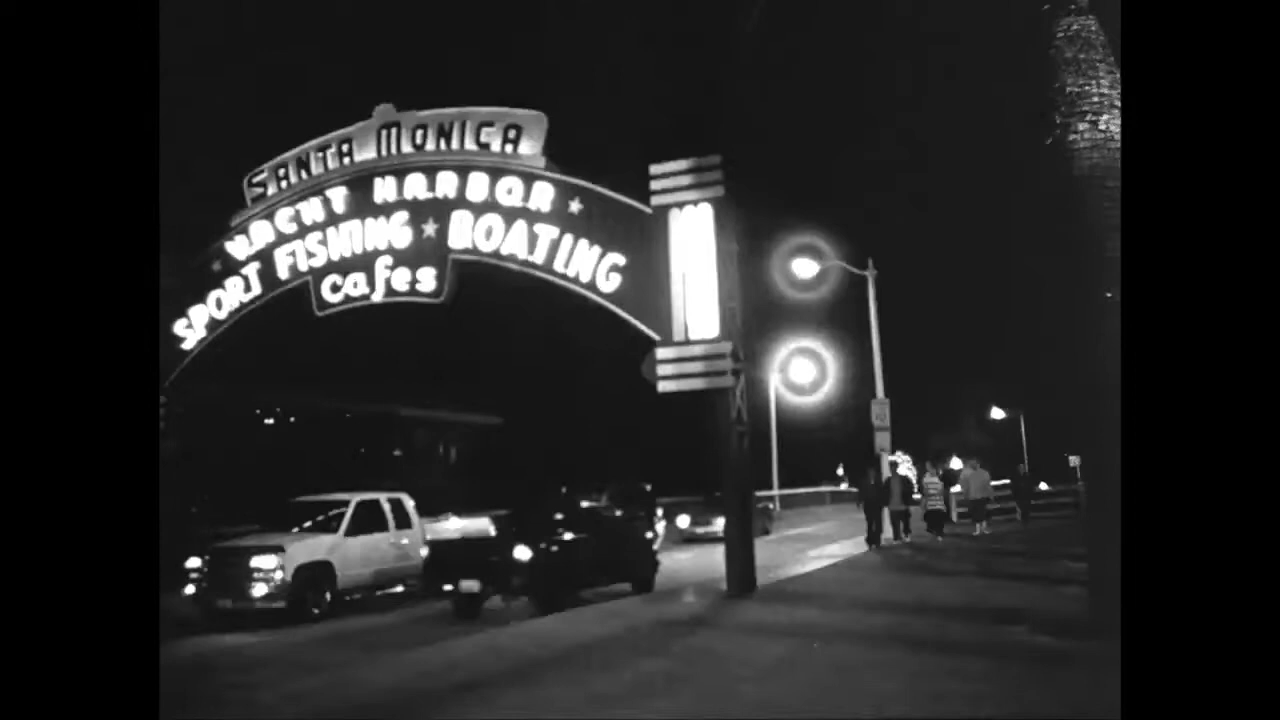 SANTA MONICA
YACHT HARBOR ★
SPORT FISHING ★ BOATING
Cafes